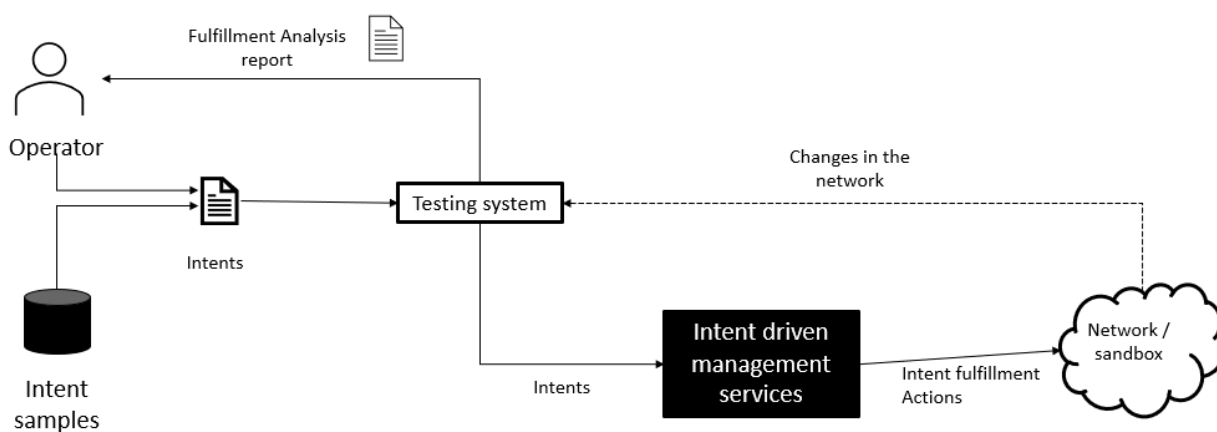 Fulfillment Analysis
report
Operator
Changes in the
network
Testing system
Intents
Intent driven
management
services
Network /
sandbox
Intents
Intent fulfillment
Actions
Intent
samples